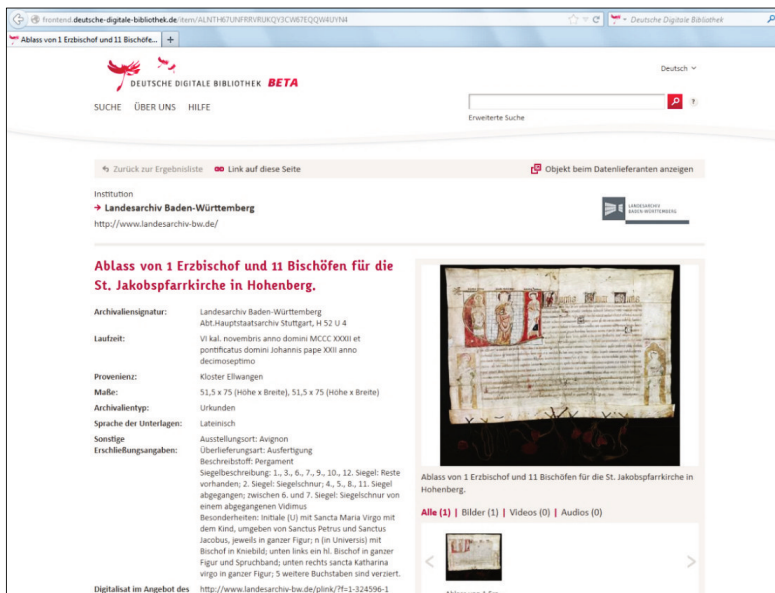 frontend.deutsche-digitale-bibliothek.de/item/ALNTH67UNFRRVRUKQY3CW67EQQW4UYN4
Deutsche Digitale Bibliothek
Ablass von 1 Erzbischof und 11 Bischöfe...
DEUTSCHE DIGITALE BIBLIOTHEK BETA
Deutsch
SUCHE ÜBER UNS HILFE
?
Erweiterte Suche
Zurück zur Ergebnisliste Link auf diese Seite Objekt beim Datenlieferanten anzeigen
Institution
Landesarchiv Baden-Württemberg
http://www.landesarchiv-bw.de/
LANDESARCHIV
BADEN-WÜRTTEMBERG
Ablass von 1 Erzbischof und 11 Bischöfen für die
St. Jakobspfarrkirche in Hohenberg.
Archivaliensignatur: Landesarchiv Baden-Württemberg
Abt.Hauptstaatsarchiv Stuttgart, H 52 U 4
Laufzeit: VI kal. novembris anno domini MCCC XXXII et
pontificatus domini Johannis pape XXII anno
decimoseptimo
Provenienz: Kloster Ellwangen
Maße: 51,5 x 75 (Höhe x Breite), 51,5 x 75 (Höhe x Breite)
Archivalientyp: Urkunden
Sprache der Unterlagen: Lateinisch
Sonstige Ausstellungsort: Avignon
Erschließungsangaben: Überlieferungsart: Ausfertigung
Beschreibstoff: Pergament
Siegelbeschreibung: 1., 3., 6., 7., 9., 10., 12. Siegel: Reste
vorhanden; 2. Siegel: Siegelschnur; 4., 5., 8., 11. Siegel
abgegangen; zwischen 6. und 7. Siegel: Siegelschnur von
einem abgegangenen Vidimus
Besonderheiten: Initiale (U) mit Sancta Maria Virgo mit
dem Kind, umgeben von Sanctus Petrus und Sanctus
Jacobus, jeweils in ganzer Figur; n (in Universis) mit
Bischof in Kniebild; unten links ein hl. Bischof in ganzer
Figur und Spruchband; unten rechts sancta Katharina
virgo in ganzer Figur; 5 weitere Buchstaben sind verziert.
Digitalisat im Angebot des http://www.landesarchiv-bw.de/plink/?f=1-324596-1
Ablass von 1 Erzbischof und 11 Bischöfen für die St. Jakobspfarrkirche in
Hohenberg.
Alle (1) | Bilder (1) | Videos (0) | Audios (0)